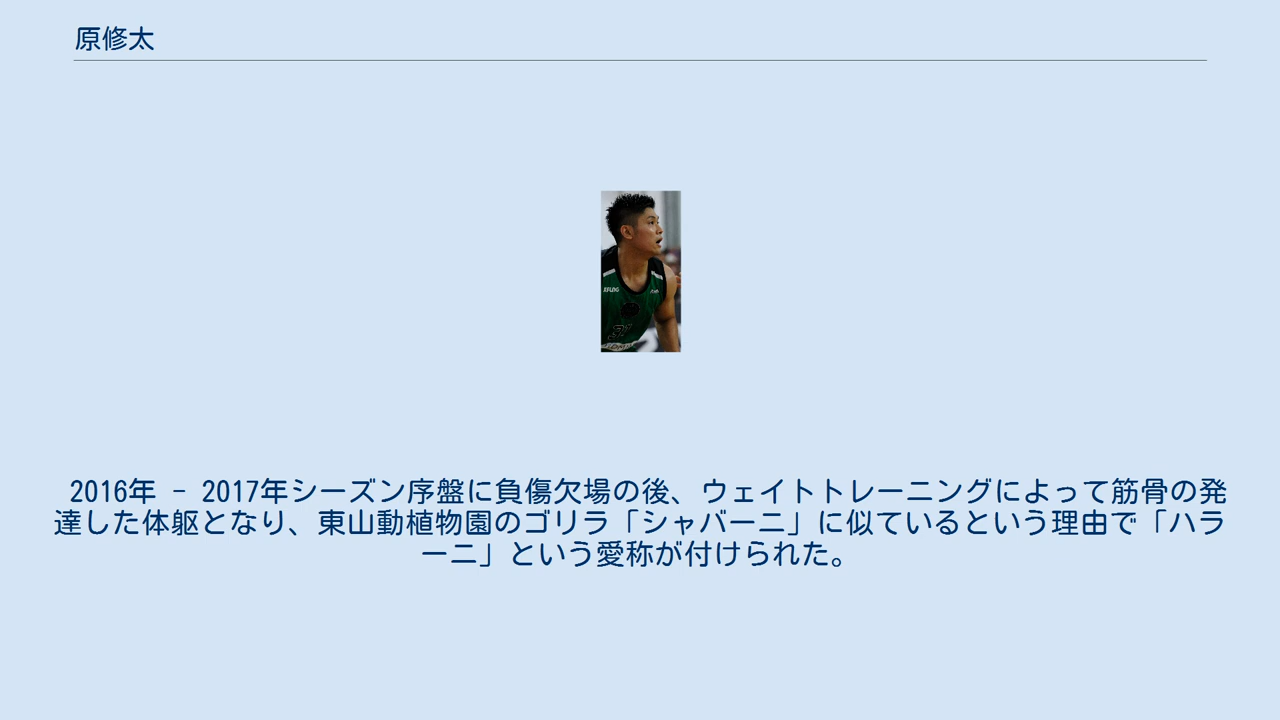 原修太
2016年 - 2017年シーズン序盤に負傷欠場の後、ウェイトトレーニングによって筋骨の発
達した体躯となり、東山動植物園のゴリラ「シャバーニ」に似ているという理由で「ハラ
ーニ」という愛称が付けられた。